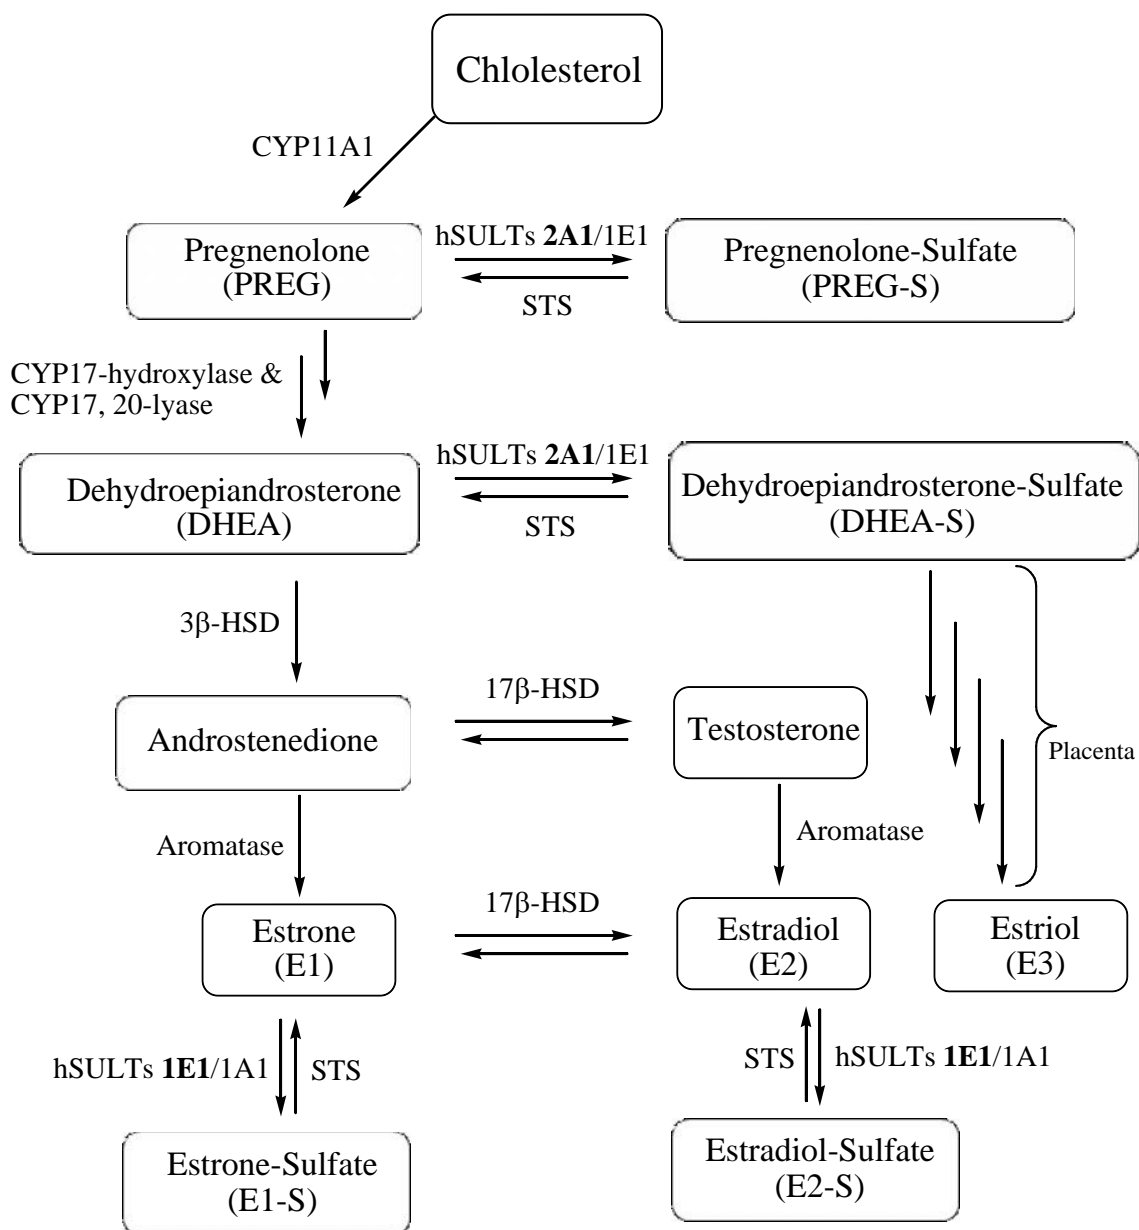 Chlolesterol
CYP11A1
Pregnenolone
(PREG)
hSULTs 2A1/1E1
STS
Pregnenolone-Sulfate
(PREG-S)
CYP17-hydroxylase &
CYP17, 20-lyase
Dehydroepiandrosterone
(DHEA)
hSULTs 2A1/1E1
STS
Dehydroepiandrosterone-Sulfate
(DHEA-S)
3β-HSD
Androstenedione
17β-HSD
Testosterone
Placenta
Aromatase
Aromatase
Estrone
(E1)
17β-HSD
Estradiol
(E2)
Estriol
(E3)
hSULTs 1E1/1A1
STS
STS
hSULTs 1E1/1A1
Estrone-Sulfate
(E1-S)
Estradiol-Sulfate
(E2-S)